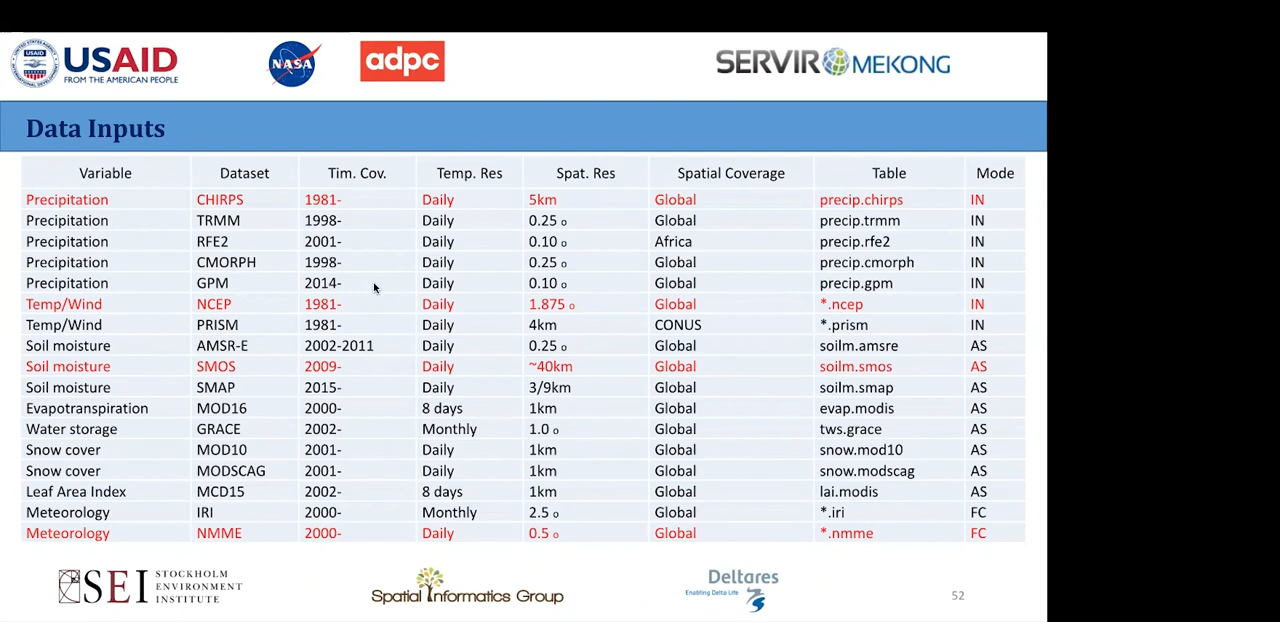 USAID
FROM THE AMERICAN PEOPLE
NASA
adpc
SERVIR MEKONG
Data Inputs
Variable Dataset Tim. Cov. Temp. Res Spat. Res Spatial Coverage Table Mode
Precipitation CHIRPS 1981- Daily 5km Global precip.chirps IN
Precipitation TRMM 1998- Daily 0.25 o Global precip.trmm IN
Precipitation RFE2 2001- Daily 0.10 o Africa precip.rfe2 IN
Precipitation CMORPH 1998- Daily 0.25 o Global precip.cmorph IN
Precipitation GPM 2014- Daily 0.10 o Global precip.gpm IN
Temp/Wind NCEP 1981- Daily 1.875 o Global *.ncep IN
Temp/Wind PRISM 1981- Daily 4km CONUS *.prism IN
Soil moisture AMSR-E 2002-2011 Daily 0.25 o Global soilm.amsre AS
Soil moisture SMOS 2009- Daily ~40km Global soilm.smos AS
Soil moisture SMAP 2015- Daily 3/9km Global soilm.smap AS
Evapotranspiration MOD16 2000- 8 days 1km Global evap.modis AS
Water storage GRACE 2002- Monthly 1.0 o Global tws.grace AS
Snow cover MOD10 2001- Daily 1km Global snow.mod10 AS
Snow cover MODSCAG 2001- Daily 1km Global snow.modscag AS
Leaf Area Index MCD15 2002- 8 days 1km Global lai.modis AS
Meteorology IRI 2000- Monthly 2.5 o Global *.iri FC
Meteorology NMME 2000- Daily 0.5 o Global *.nmme FC
SEI STOCKHOLM
ENVIRONMENT
INSTITUTE
Spatial Informatics Group
Deltares
Enabling Delta Life
52